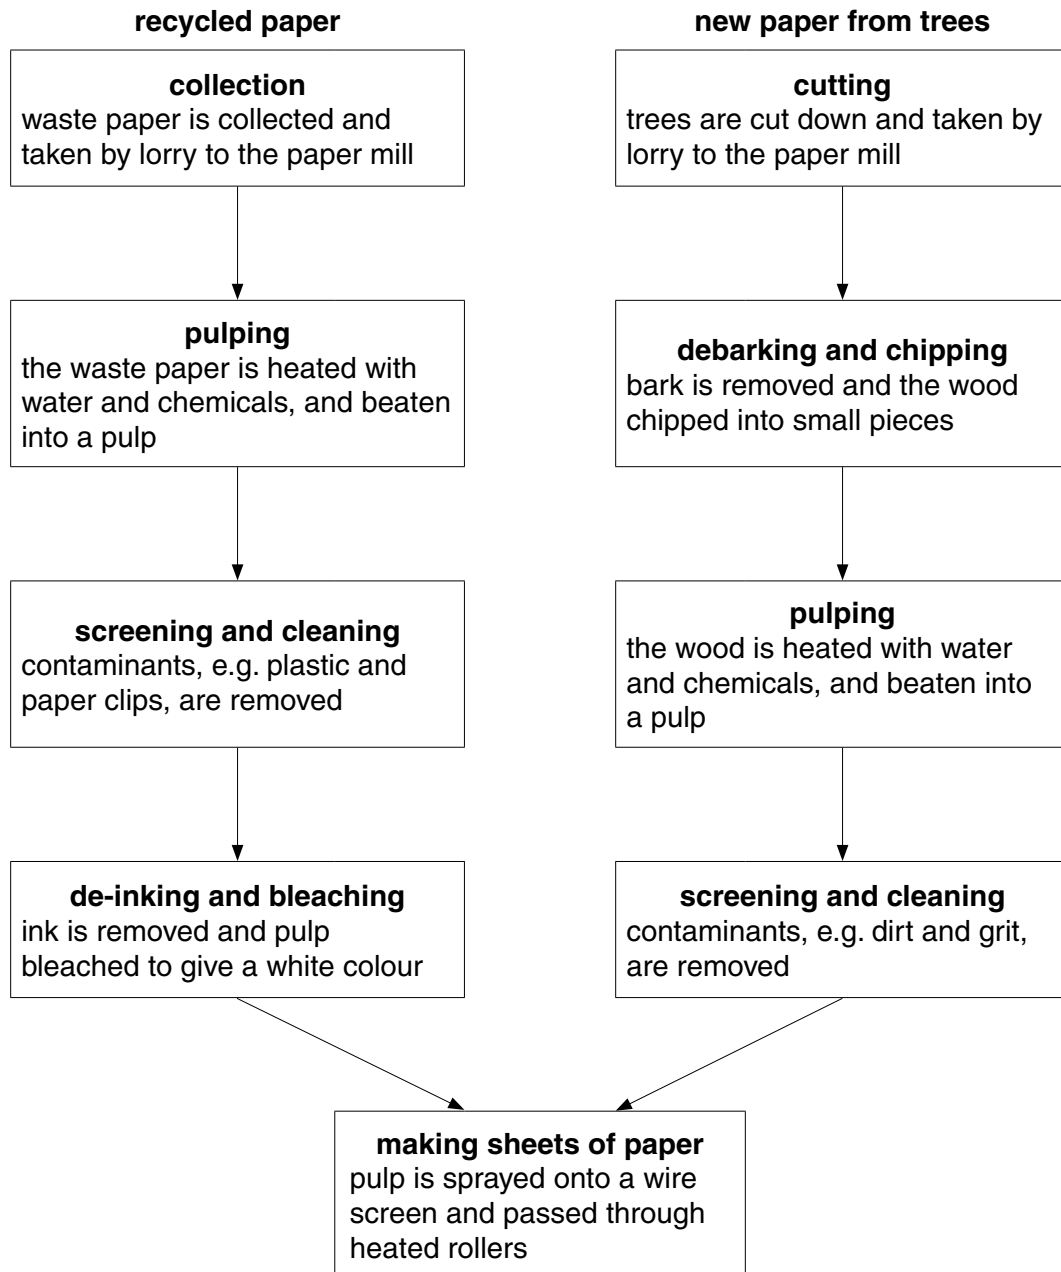 recycled paper
collection
waste paper is collected and
taken by lorry to the paper mill
pulping
the waste paper is heated with
water and chemicals, and beaten
into a pulp
screening and cleaning
contaminants, e.g. plastic and
paper clips, are removed
de-inking and bleaching
ink is removed and pulp
bleached to give a white colour
new paper from trees
cutting
trees are cut down and taken by
lorry to the paper mill
debarking and chipping
bark is removed and the wood
chipped into small pieces
pulping
the wood is heated with water
and chemicals, and beaten into
a pulp
screening and cleaning
contaminants, e.g. dirt and grit,
are removed
making sheets of paper
pulp is sprayed onto a wire
screen and passed through
heated rollers